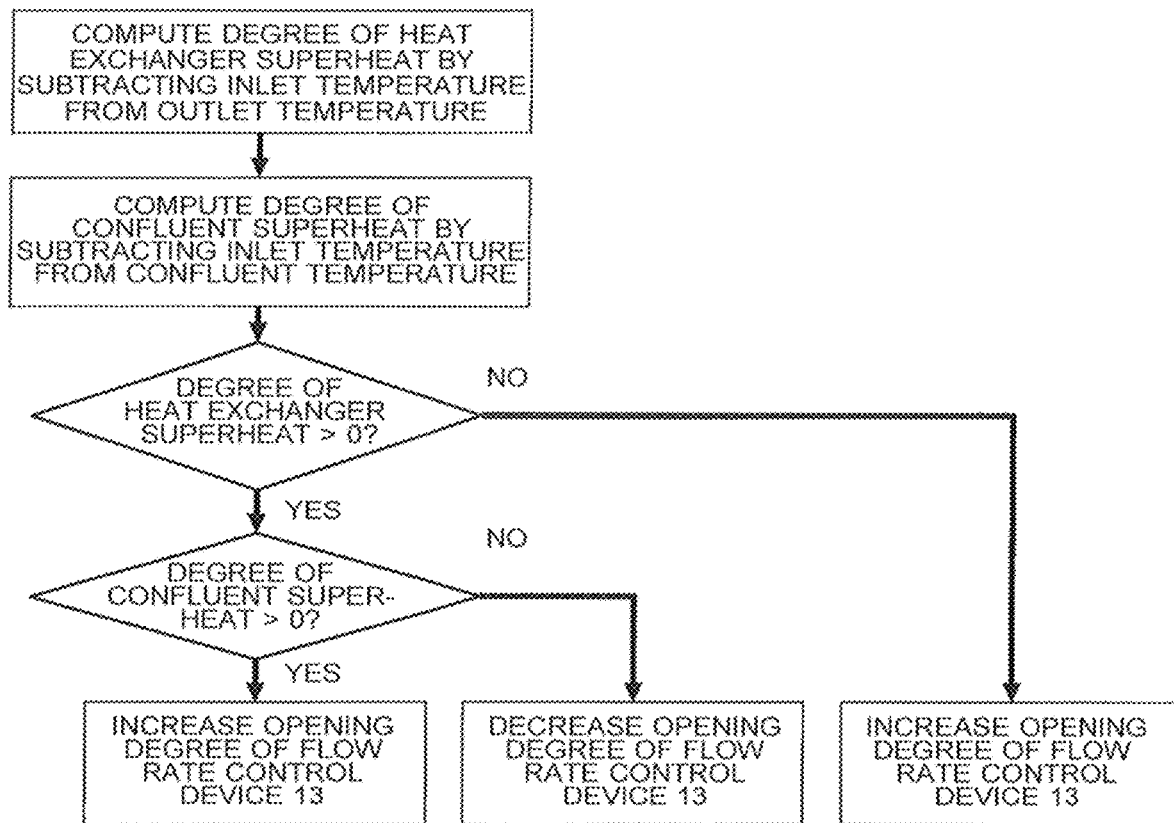 COMPUTE DEGREE OF HEAT
EXCHANGER SUPERHEAT BY
SUBTRACTING INLET TEMPERATURE
FROM OUTLET TEMPERATURE
COMPUTE DEGREE OF
CONFLUENT SUPERHEAT BY
SUBTRACTING INLET TEMPERATURE
FROM CONFLUENT TEMPERATURE
DEGREE OF
HEAT EXCHANGER
SUPERHEAT > 0?
NO
YES
DEGREE OF
CONFLUENT SUPER-
HEAT > 0?
NO
YES
INCREASE OPENING
DEGREE OF FLOW
RATE CONTROL
DEVICE 13
DECREASE OPENING
DEGREE OF FLOW
RATE CONTROL
DEVICE 13
INCREASE OPENING
DEGREE OF FLOW
RATE CONTROL
DEVICE 13